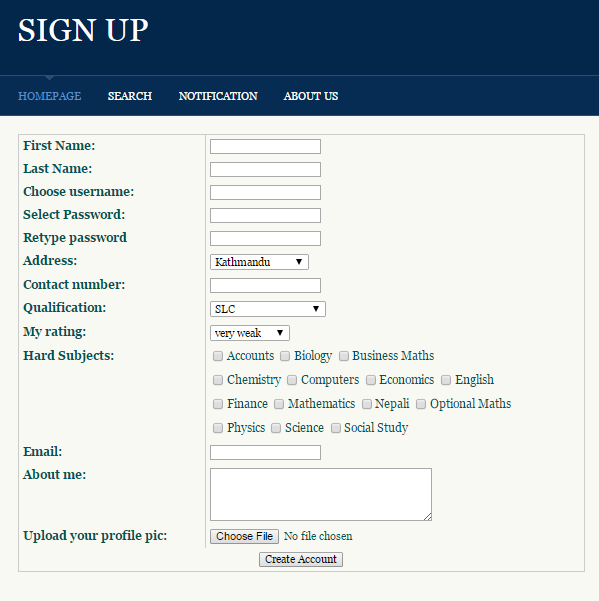 SIGN UP
HOMEPAGE SEARCH NOTIFICATION ABOUT US
First Name:
Last Name:
Choose username:
Select Password:
Retype password
Address: Kathmandu
Contact number:
Qualification: SLC
My rating: very weak
Hard Subjects: Accounts Biology Business Maths
Chemistry Computers Economics English
Finance Mathematics Nepali Optional Maths
Physics Science Social Study
Email:
About me:
Upload your profile pic: Choose File No file chosen
Create Account